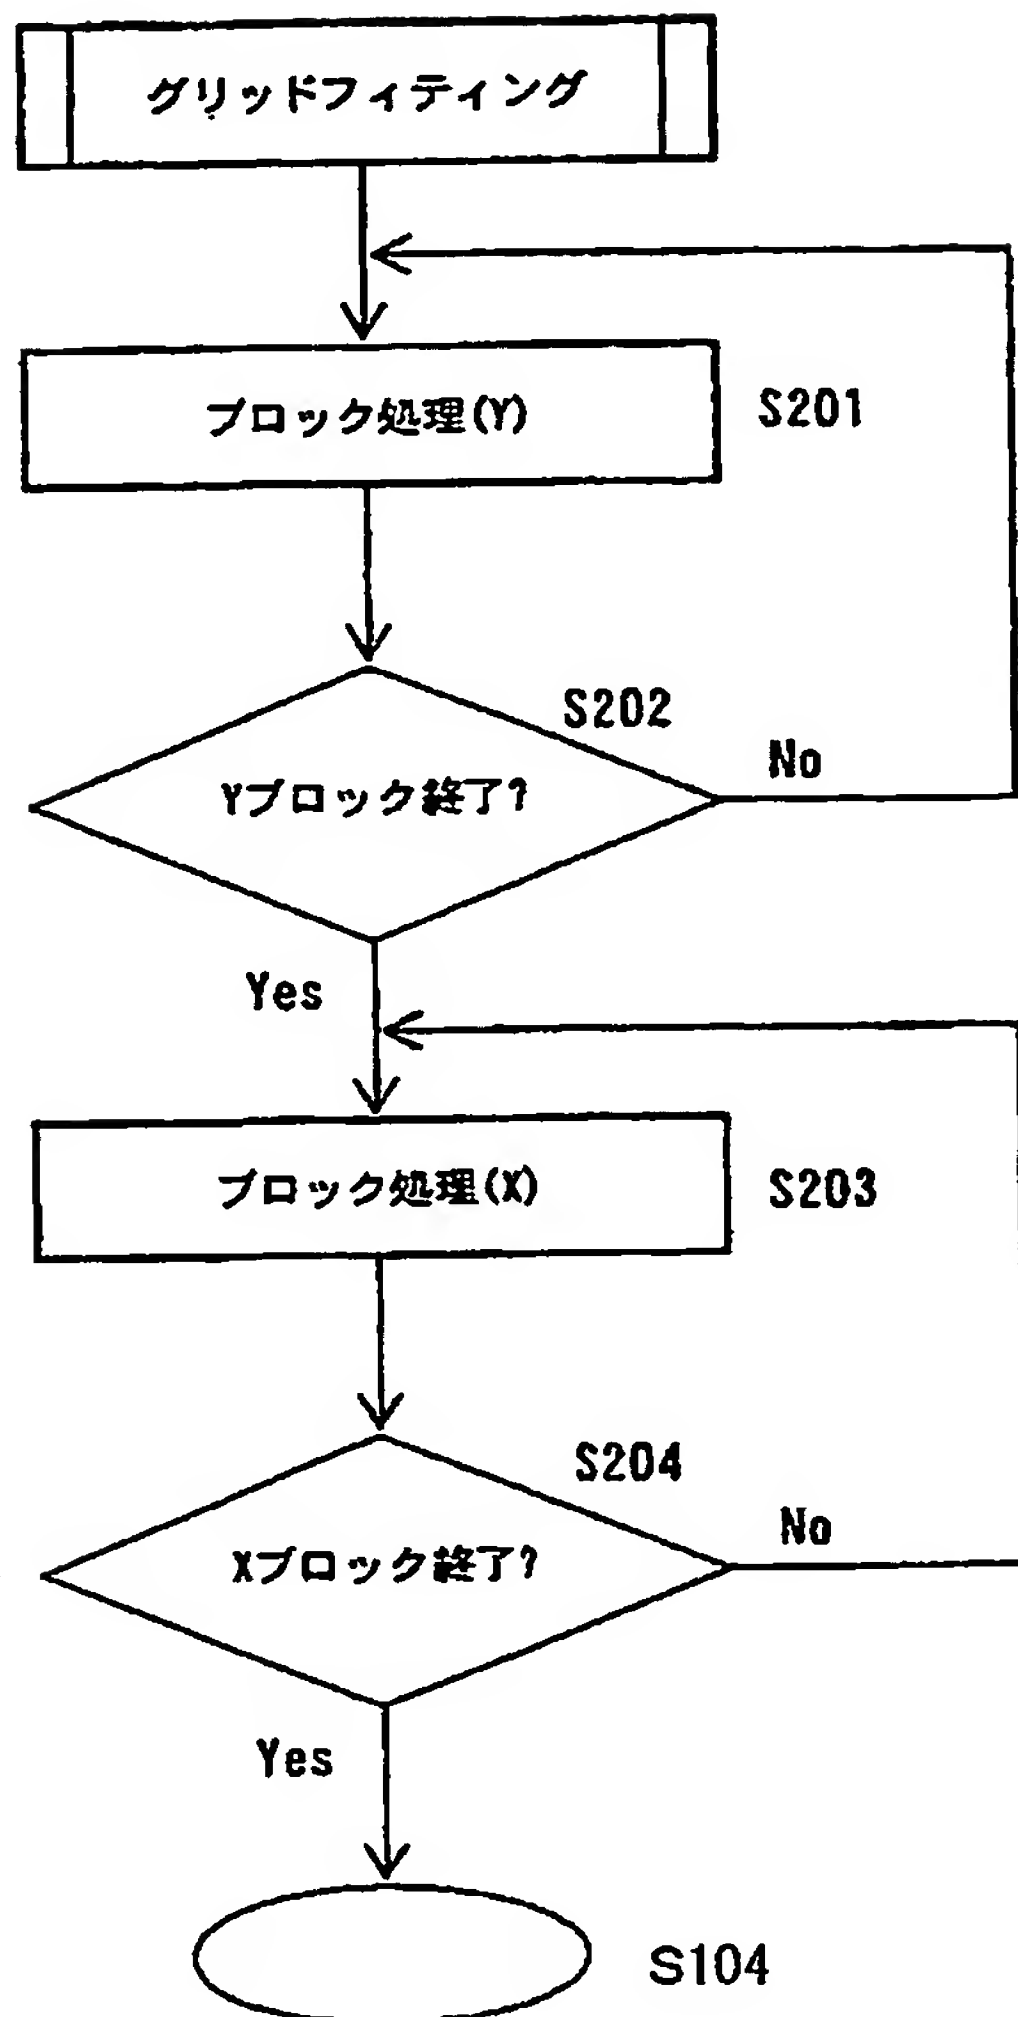 グリッドフィティング
ブロック処理(Y)
S201
S202
Yブロック終了?
No
Yes
ブロック処理(X)
S203
S204
Xブロック終了?
No
Yes
S104